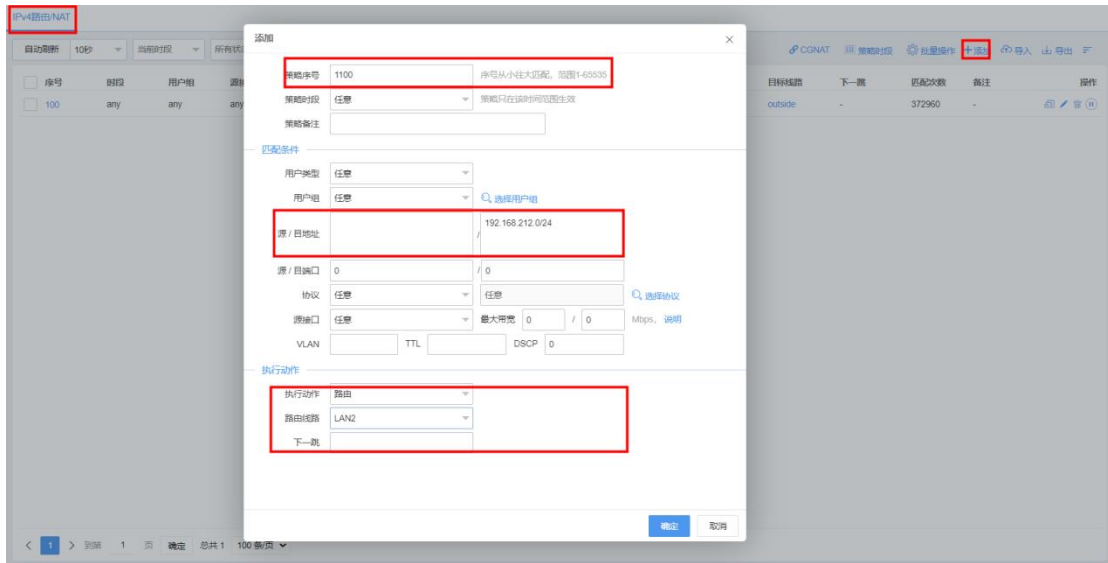 IPv4路由/NAT
自动刷新 10秒 当前时段 所有状
CGNAT 策略时段 批量操作 添加 导入 导出
序号 时段 用户组 源 目标线路 下一跳 匹配次数 备注 操作
100 any any any outside - 372960 -
添加
策略序号 1100 序号从小往大匹配，范围1-65535
策略时段 任意 策略只在该时间范围生效
策略备注
匹配条件
用户类型 任意
用户组 任意 选择用户组
源 / 目地址 / 192.168.212.0/24
源 / 目端口 0 / 0
协议 任意 任意 选择协议
源接口 任意 最大带宽 0 / 0 Mbps，说明
VLAN TTL DSCP 0
执行动作
执行动作 路由
路由线路 LAN2
下一跳
确定 取消
1 到第 1 页 确定 总共 1 100 条/页